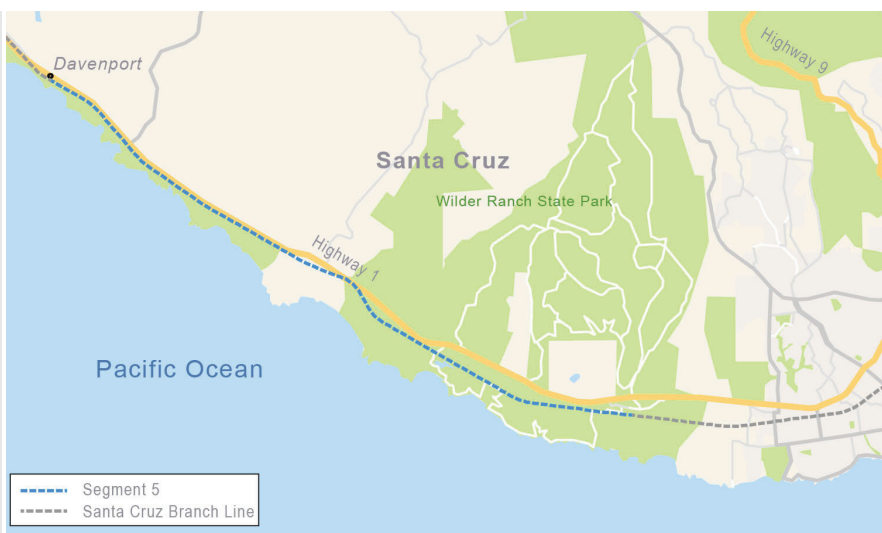 Davenport
Highway 9
Santa Cruz
Wilder Ranch State Park
Highway 1
Pacific Ocean
Segment 5
Santa Cruz Branch Line